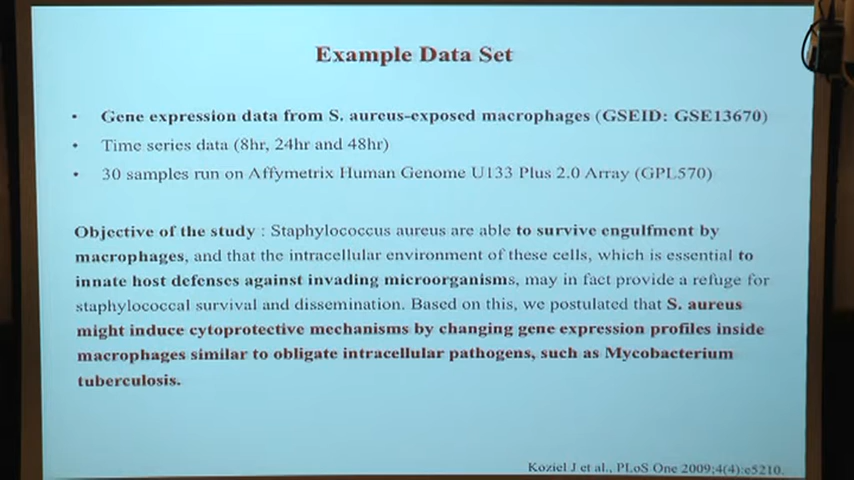 Example Data Set
• Gene expression data from S. aureus-exposed macrophages (GSEID: GSE13670)
• Time series data (8hr, 24hr and 48hr)
• 30 samples run on Affymetrix Human Genome U133 Plus 2.0 Array (GPL570)
Objective of the study : Staphylococcus aureus are able to survive engulfment by
macrophages, and that the intracellular environment of these cells, which is essential to
innate host defenses against invading microorganisms, may in fact provide a refuge for
staphylococcal survival and dissemination. Based on this, we postulated that S. aureus
might induce cytoprotective mechanisms by changing gene expression profiles inside
macrophages similar to obligate intracellular pathogens, such as Mycobacterium
tuberculosis.
Koziel J et al., PLoS One 2009;4(4):e5210.